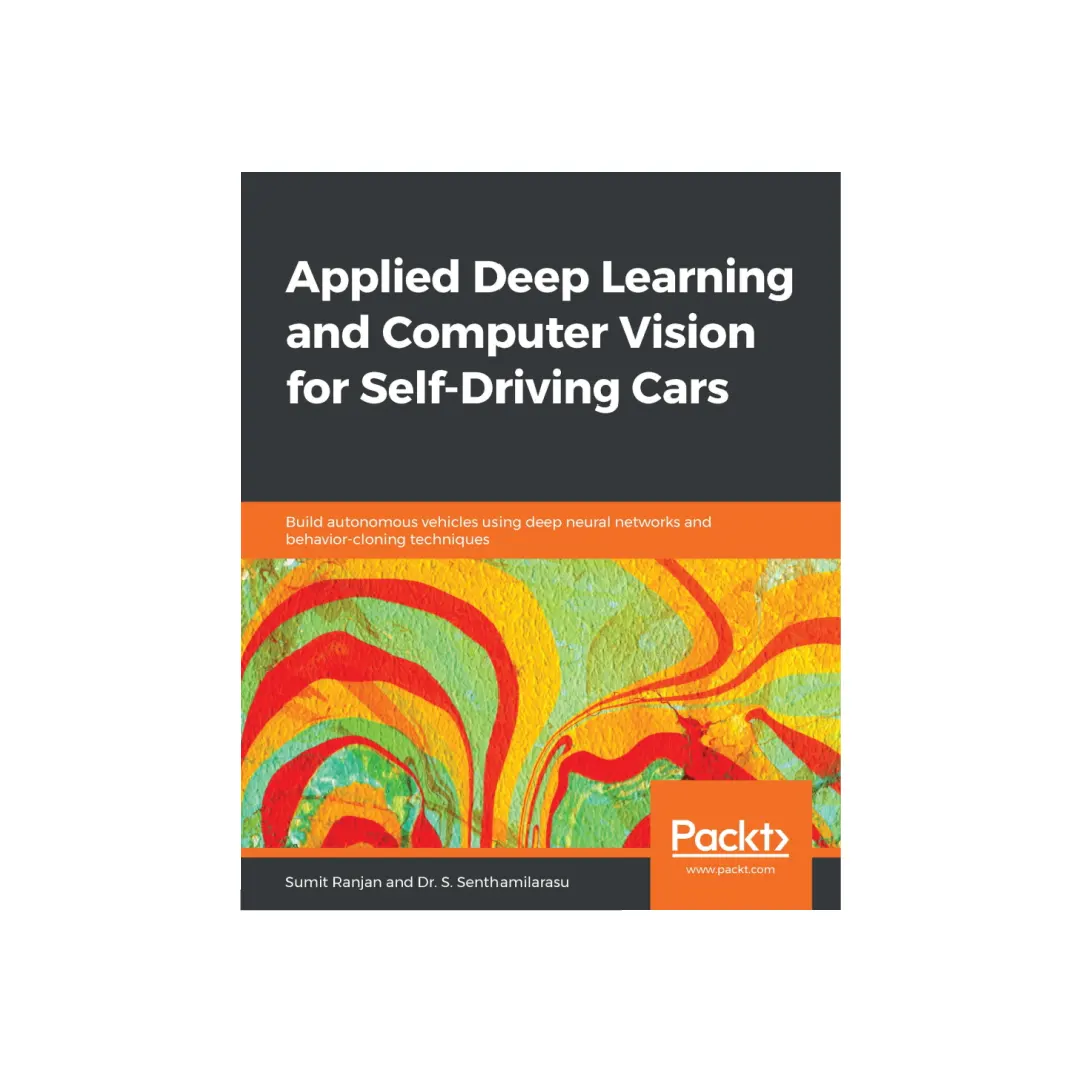 Applied Deep Learning
and Computer Vision
for Self-Driving Cars
Build autonomous vehicles using deep neural networks and
behavior-cloning techniques
Packt>
www.packt.com
Sumit Ranjan and Dr. S. Senthamilarasu